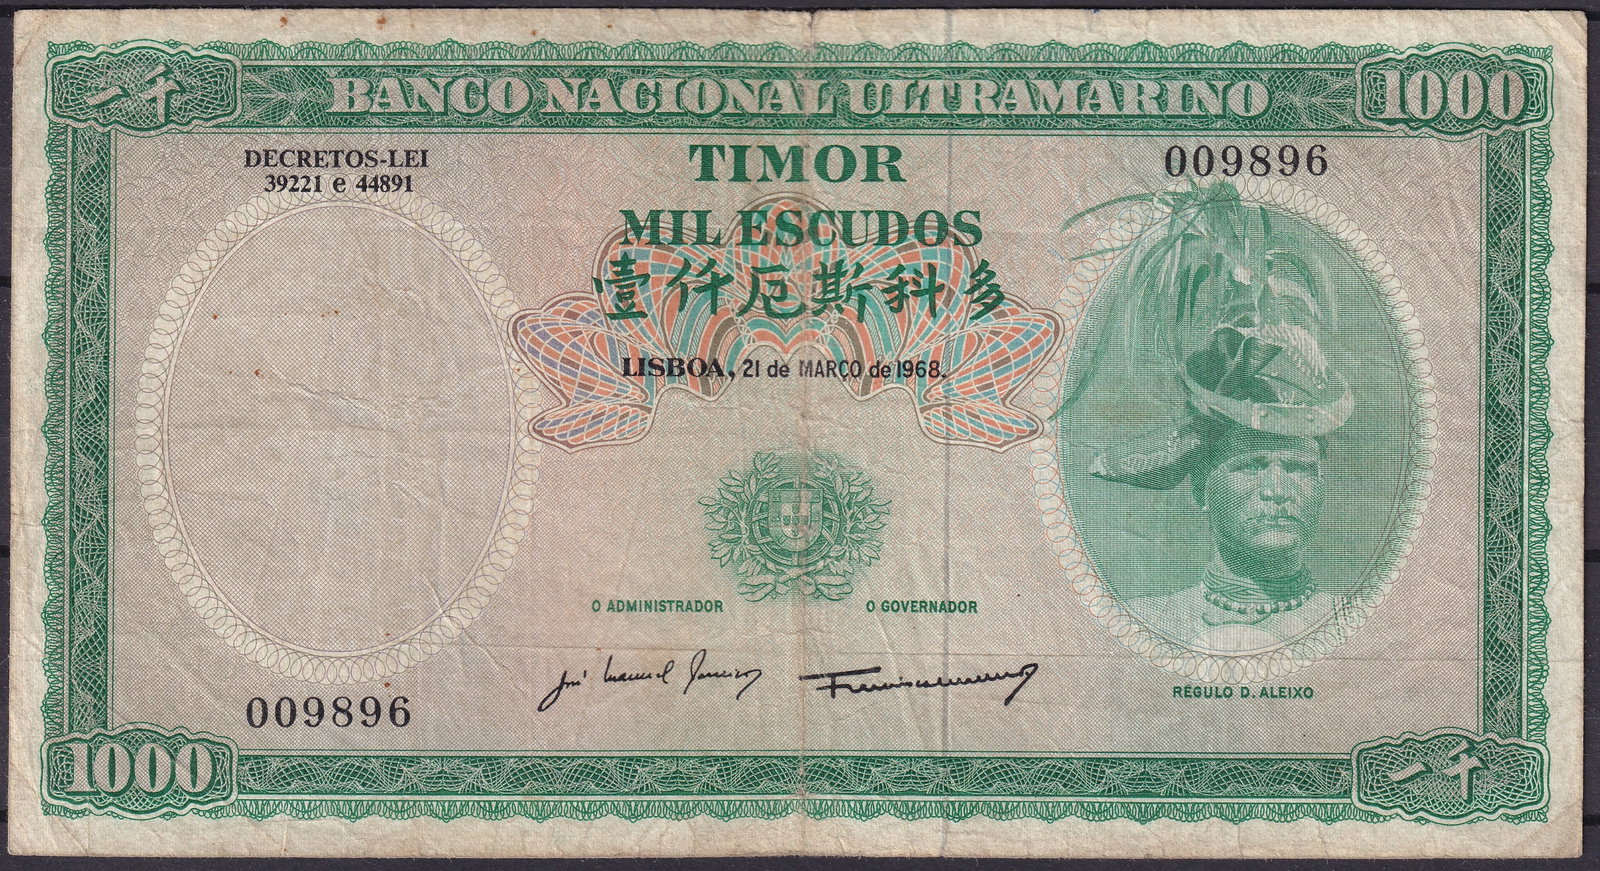 一千 BANCO NACIONAL ULTRAMARINO 1000
DECRETOS-LEI
39221 e 44891
TIMOR
009896
MIL ESCUDOS
壹仟厄斯科多
LISBOA, 21 de MARÇO de 1968.
O ADMINISTRADOR
O GOVERNADOR
RÉGULO D. ALEIXO
009896
1000
一千